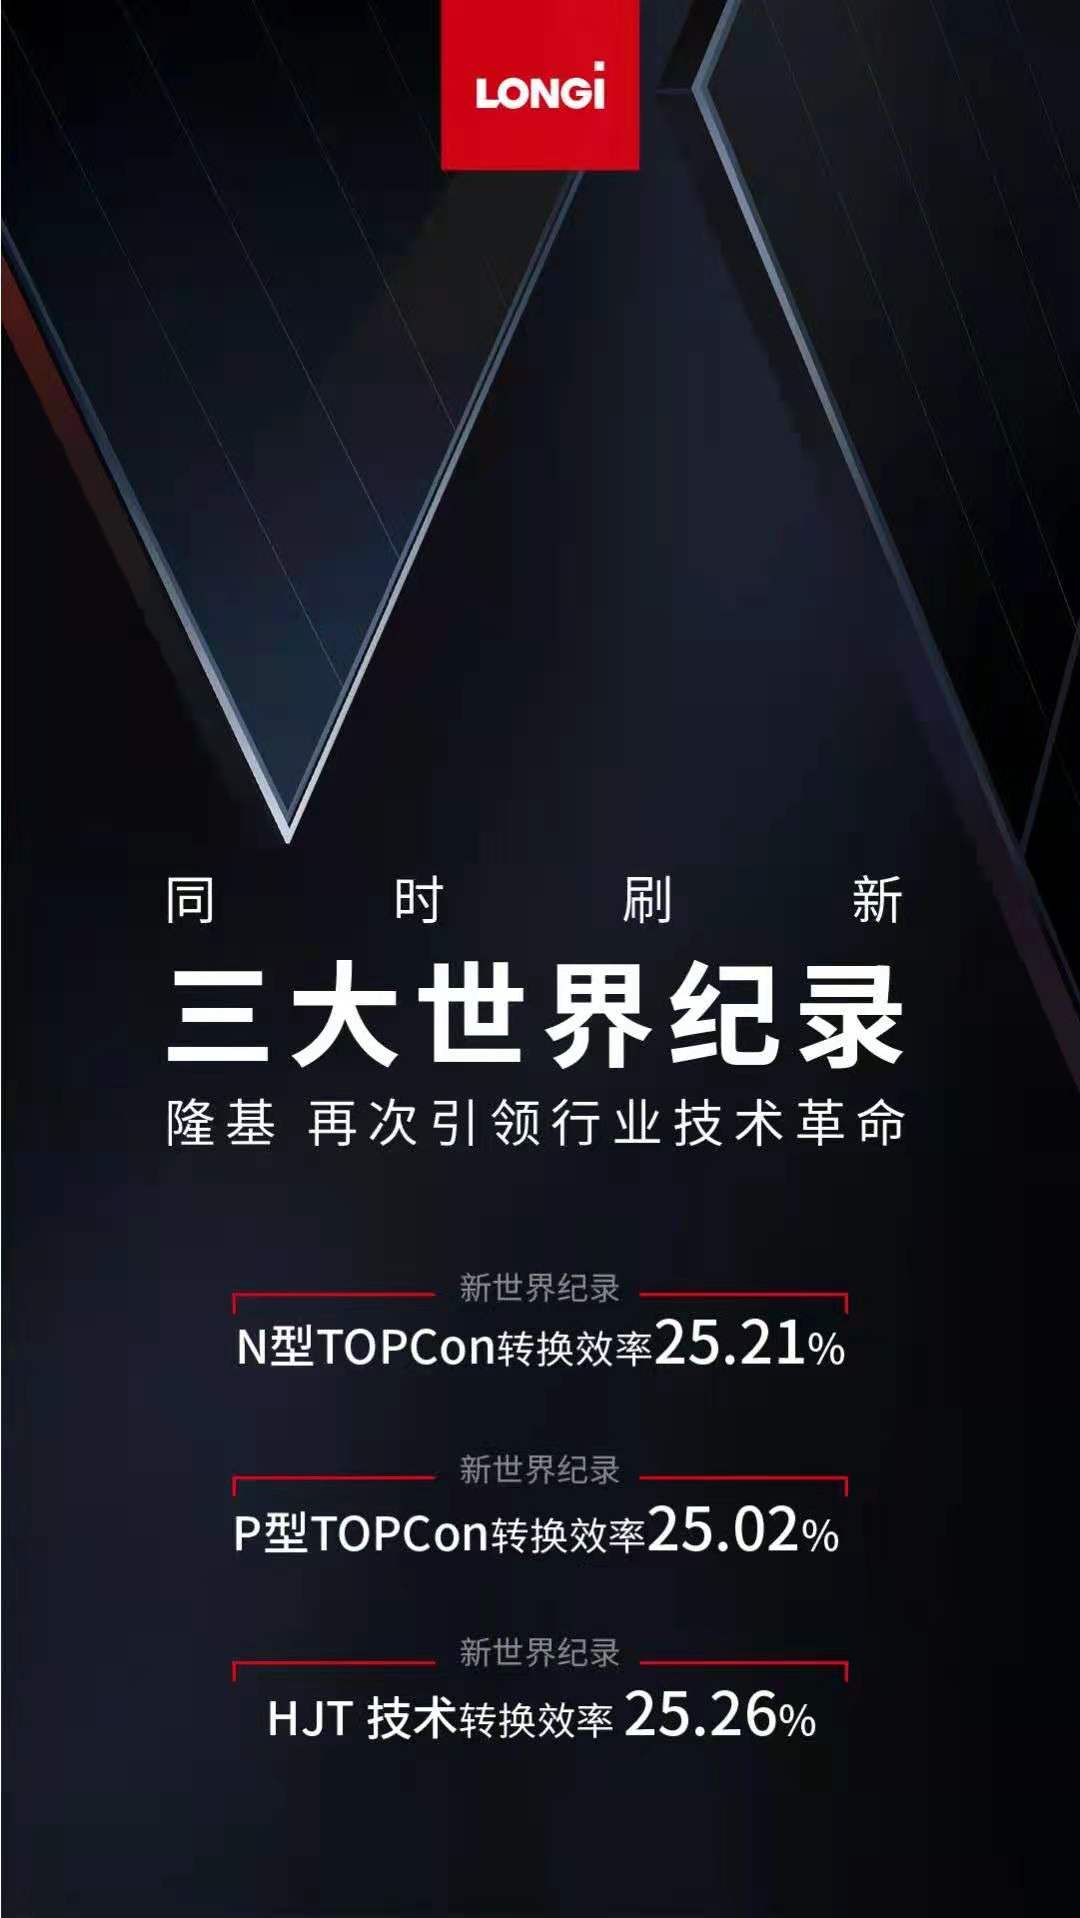 LONGi
同时刷新
三大世界纪录
隆基 再次引领行业技术革命
新世界纪录
N型TOPCon转换效率25.21%
新世界纪录
P型TOPCon转换效率25.02%
新世界纪录
HJT 技术转换效率 25.26%